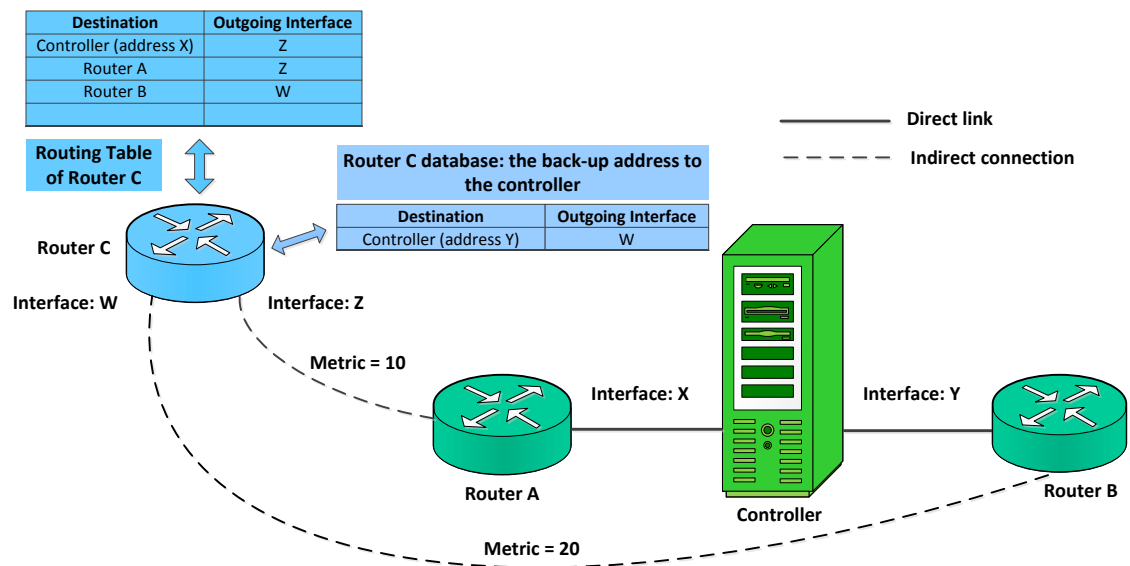 Destination Outgoing Interface
Controller (address X) Z
Router A Z
Router B W
Routing Table
of Router C
Router C database: the back-up address to
the controller
Destination Outgoing Interface
Controller (address Y) W
Direct link
Indirect connection
Router C
Interface: W
Interface: Z
Metric = 10
Interface: X
Interface: Y
Router A
Controller
Router B
Metric = 20